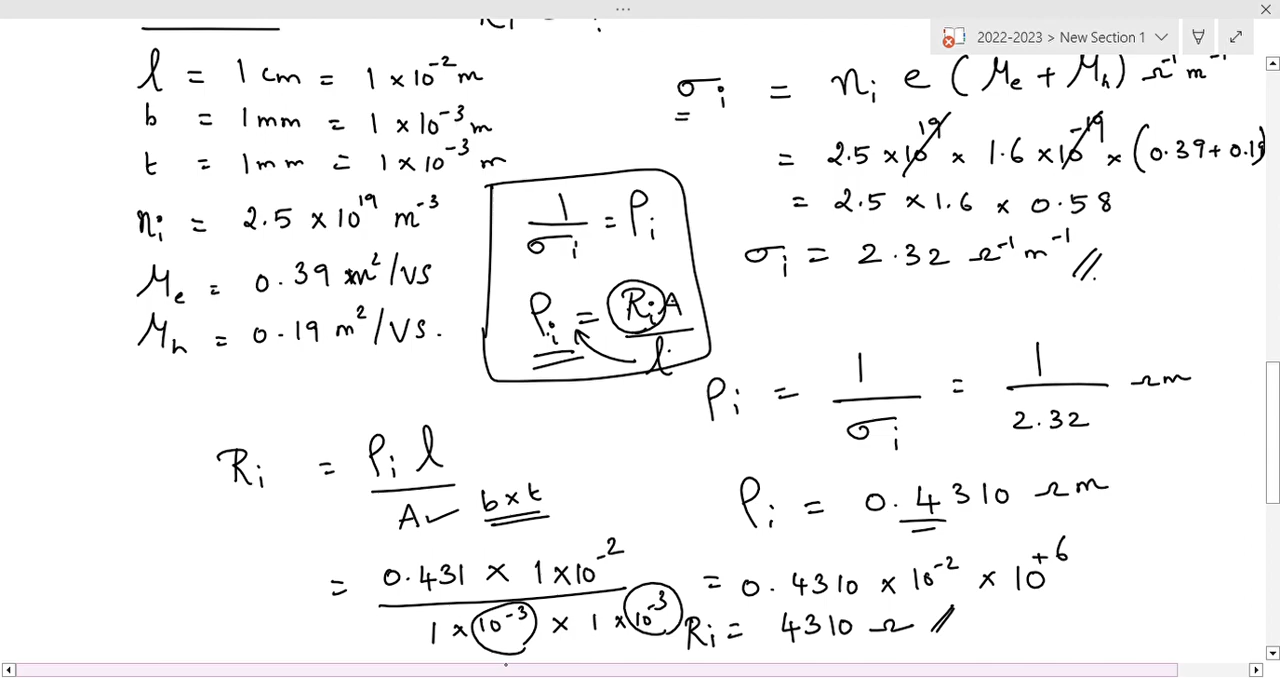 2022-2023 > New Section 1
l = 1 cm = 1 × 10⁻² m
b = 1 mm = 1 × 10⁻³ m
t = 1 mm = 1 × 10⁻³ m
nᵢ = 2.5 × 10¹⁹ m⁻³
μₑ = 0.39 m²/VS
μₕ = 0.19 m²/VS.
1/σᵢ = ρᵢ
ρᵢ = RᵢA/l
σᵢ = nᵢ e (μₑ + μₕ) Ω⁻¹ m⁻¹
= 2.5 × 10¹⁹ × 1.6 × 10⁻¹⁹ × (0.39 + 0.19)
= 2.5 × 1.6 × 0.58
σᵢ = 2.32 Ω⁻¹ m⁻¹ //
ρᵢ = 1/σᵢ = 1/2.32 Ωm
ρᵢ = 0.4310 Ωm
Rᵢ = ρᵢ l/A ✓ b×t
= 0.431 × 1×10⁻² / 1 × 10⁻³ × 1 × 10⁻³
= 0.4310 × 10⁻² × 10⁺⁶
Rᵢ = 4310 Ω //